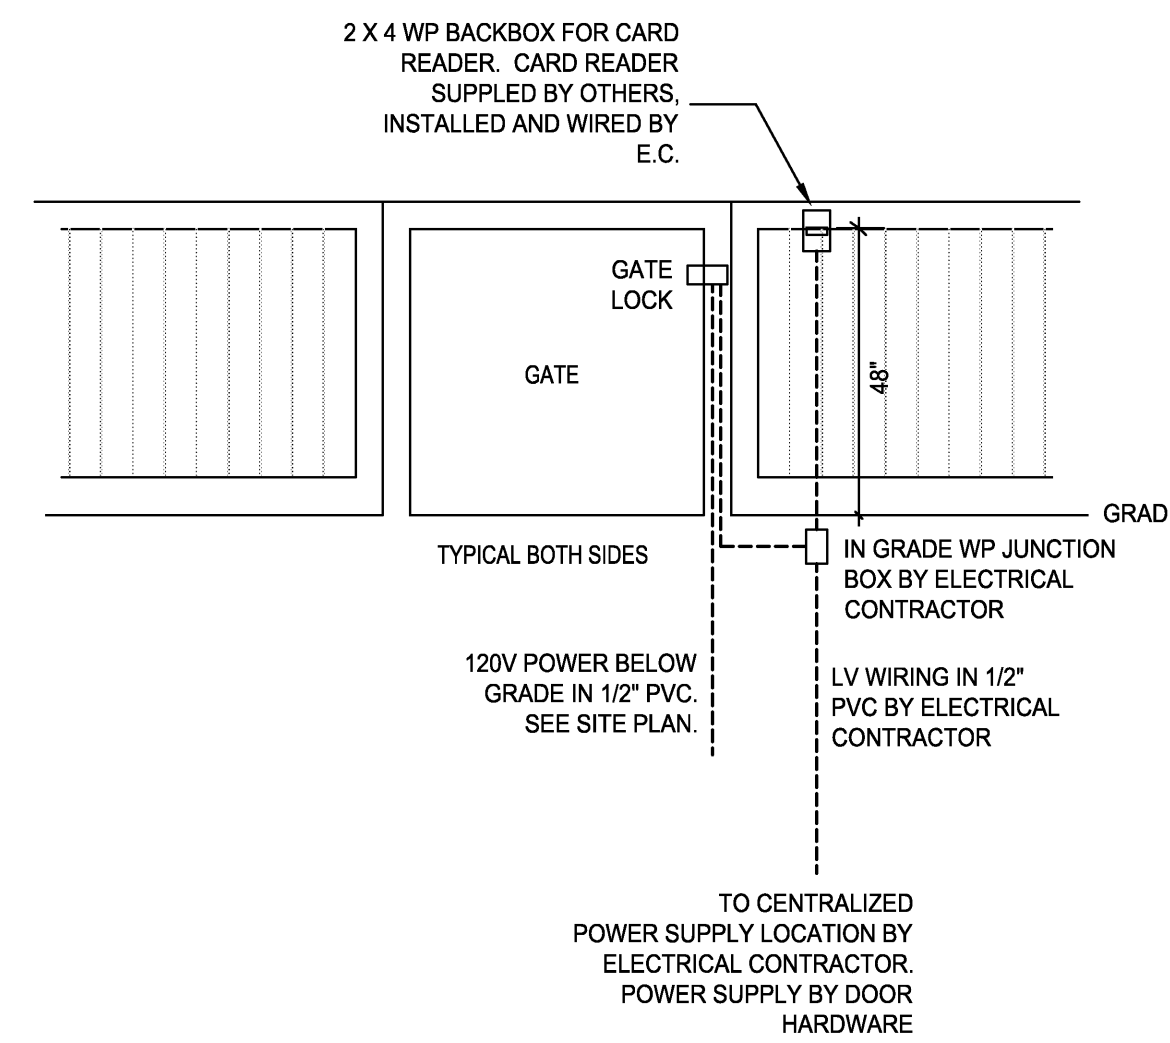 2 X 4 WP BACKBOX FOR CARD
READER. CARD READER
SUPPLED BY OTHERS,
INSTALLED AND WIRED BY
E.C.
GATE
LOCK
GATE
48"
GRAD
TYPICAL BOTH SIDES
IN GRADE WP JUNCTION
BOX BY ELECTRICAL
CONTRACTOR
120V POWER BELOW
GRADE IN 1/2" PVC.
SEE SITE PLAN.
LV WIRING IN 1/2"
PVC BY ELECTRICAL
CONTRACTOR
TO CENTRALIZED
POWER SUPPLY LOCATION BY
ELECTRICAL CONTRACTOR.
POWER SUPPLY BY DOOR
HARDWARE